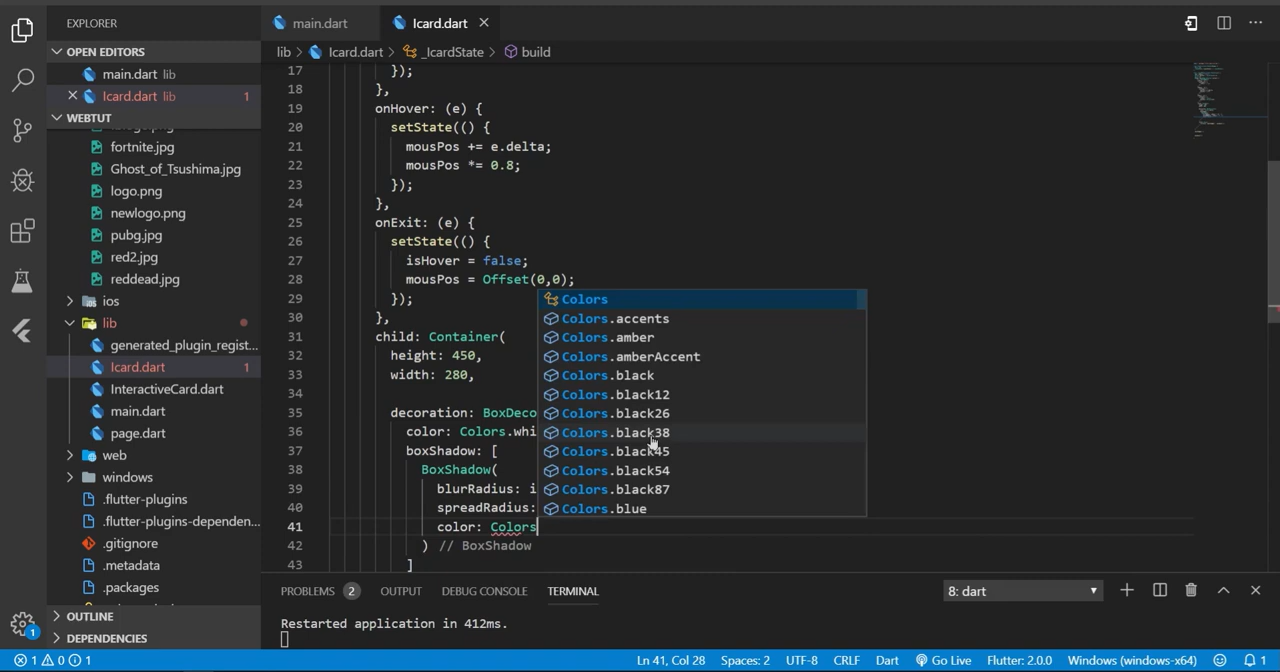 EXPLORER
OPEN EDITORS
main.dart lib
Icard.dart lib 1
WEBTUT
fortnite.jpg
Ghost_of_Tsushima.jpg
logo.png
newlogo.png
pubg.jpg
red2.jpg
reddead.jpg
ios
lib
generated_plugin_regist...
Icard.dart 1
InteractiveCard.dart
main.dart
page.dart
web
windows
.flutter-plugins
.flutter-plugins-dependen...
.gitignore
.metadata
.packages
OUTLINE
DEPENDENCIES
main.dart
Icard.dart
lib > Icard.dart > _IcardState > build
17 });
18 },
19 onHover: (e) {
20 setState(() {
21 mousPos += e.delta;
22 mousPos *= 0.8;
23 });
24 },
25 onExit: (e) {
26 setState(() {
27 isHover = false;
28 mousPos = Offset(0,0);
29 });
30 },
31 child: Container(
32 height: 450,
33 width: 280,
34
35 decoration: BoxDeco
36 color: Colors.whi
37 boxShadow: [
38 BoxShadow(
39 blurRadius: i
40 spreadRadius:
41 color: Colors
42 ) // BoxShadow
43 ]
Colors
Colors.accents
Colors.amber
Colors.amberAccent
Colors.black
Colors.black12
Colors.black26
Colors.black38
Colors.black45
Colors.black54
Colors.black87
Colors.blue
PROBLEMS 2 OUTPUT DEBUG CONSOLE TERMINAL 8: dart
Restarted application in 412ms.
1 0 1 Ln 41, Col 28 Spaces: 2 UTF-8 CRLF Dart Go Live Flutter: 2.0.0 Windows (windows-x64) 1